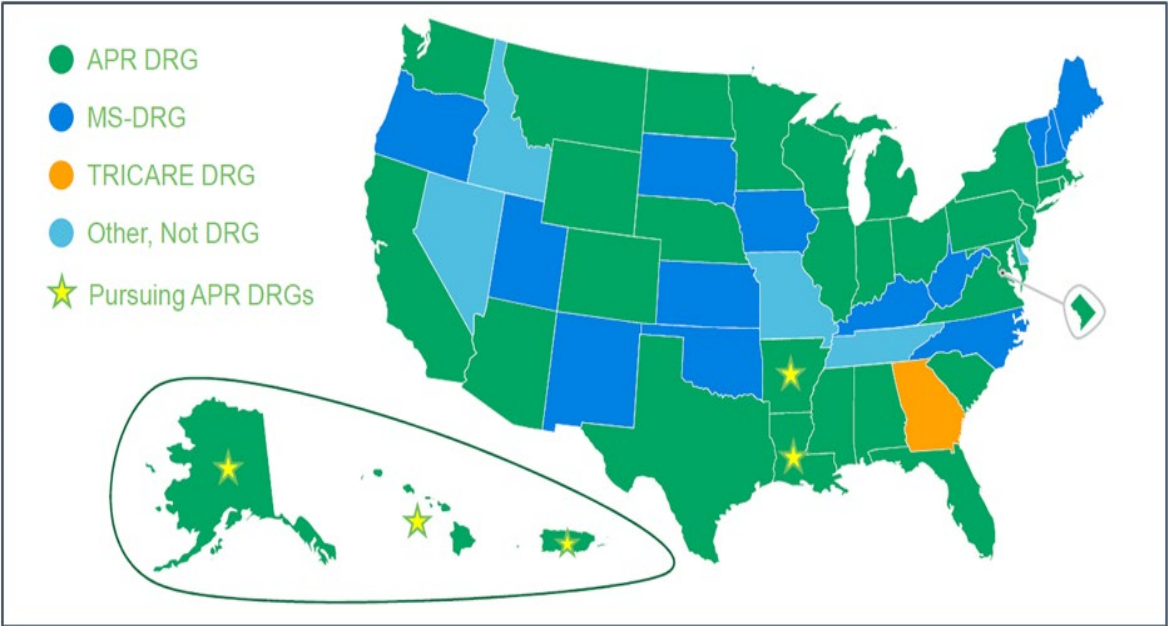 APR DRG
MS-DRG
TRICARE DRG
Other, Not DRG
Pursuing APR DRGs